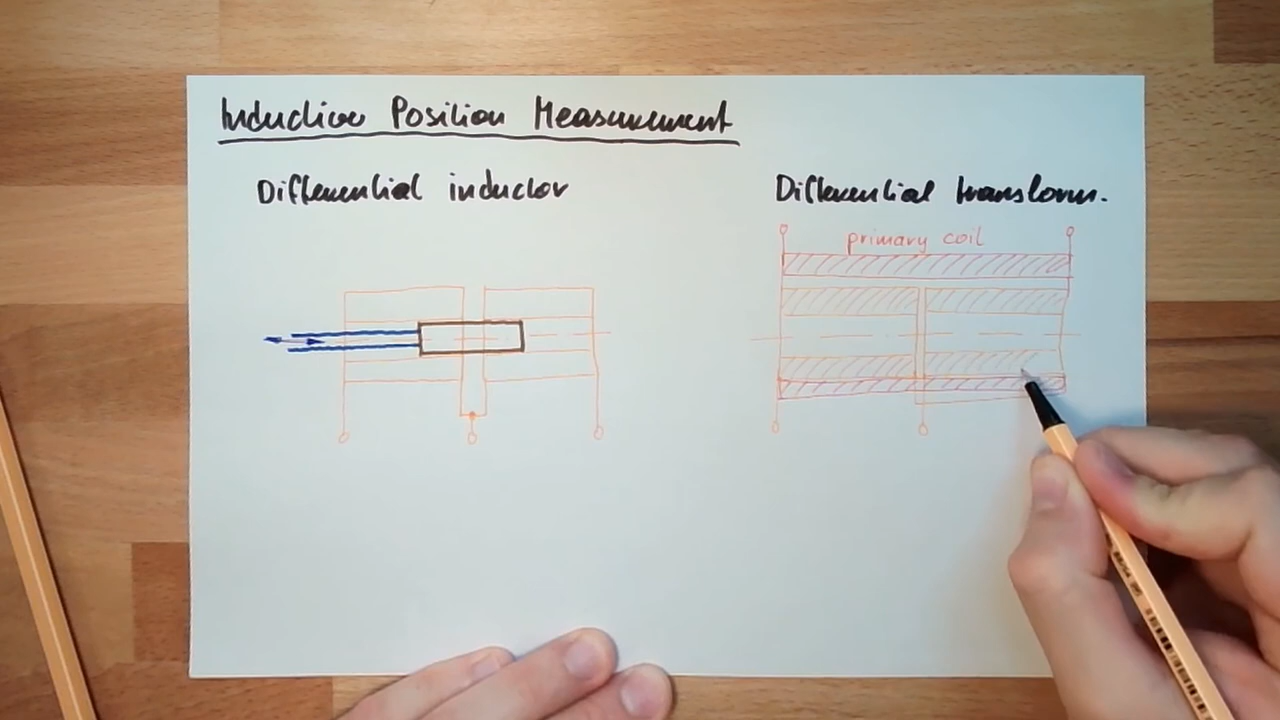 Inductive Position Measurement
Differential inductor
Differential transform.
primary coil